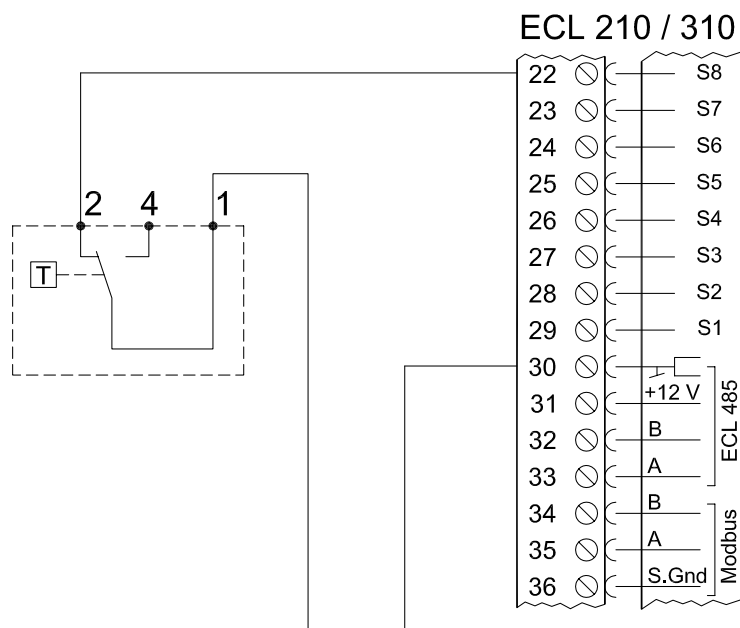 ECL 210 / 310
22 S8
23 S7
24 S6
25 S5
26 S4
27 S3
28 S2
29 S1
30
31 +12 V
32 B
33 A
ECL 485
34 B
35 A
36 S.Gnd
Modbus
2 4 1
T